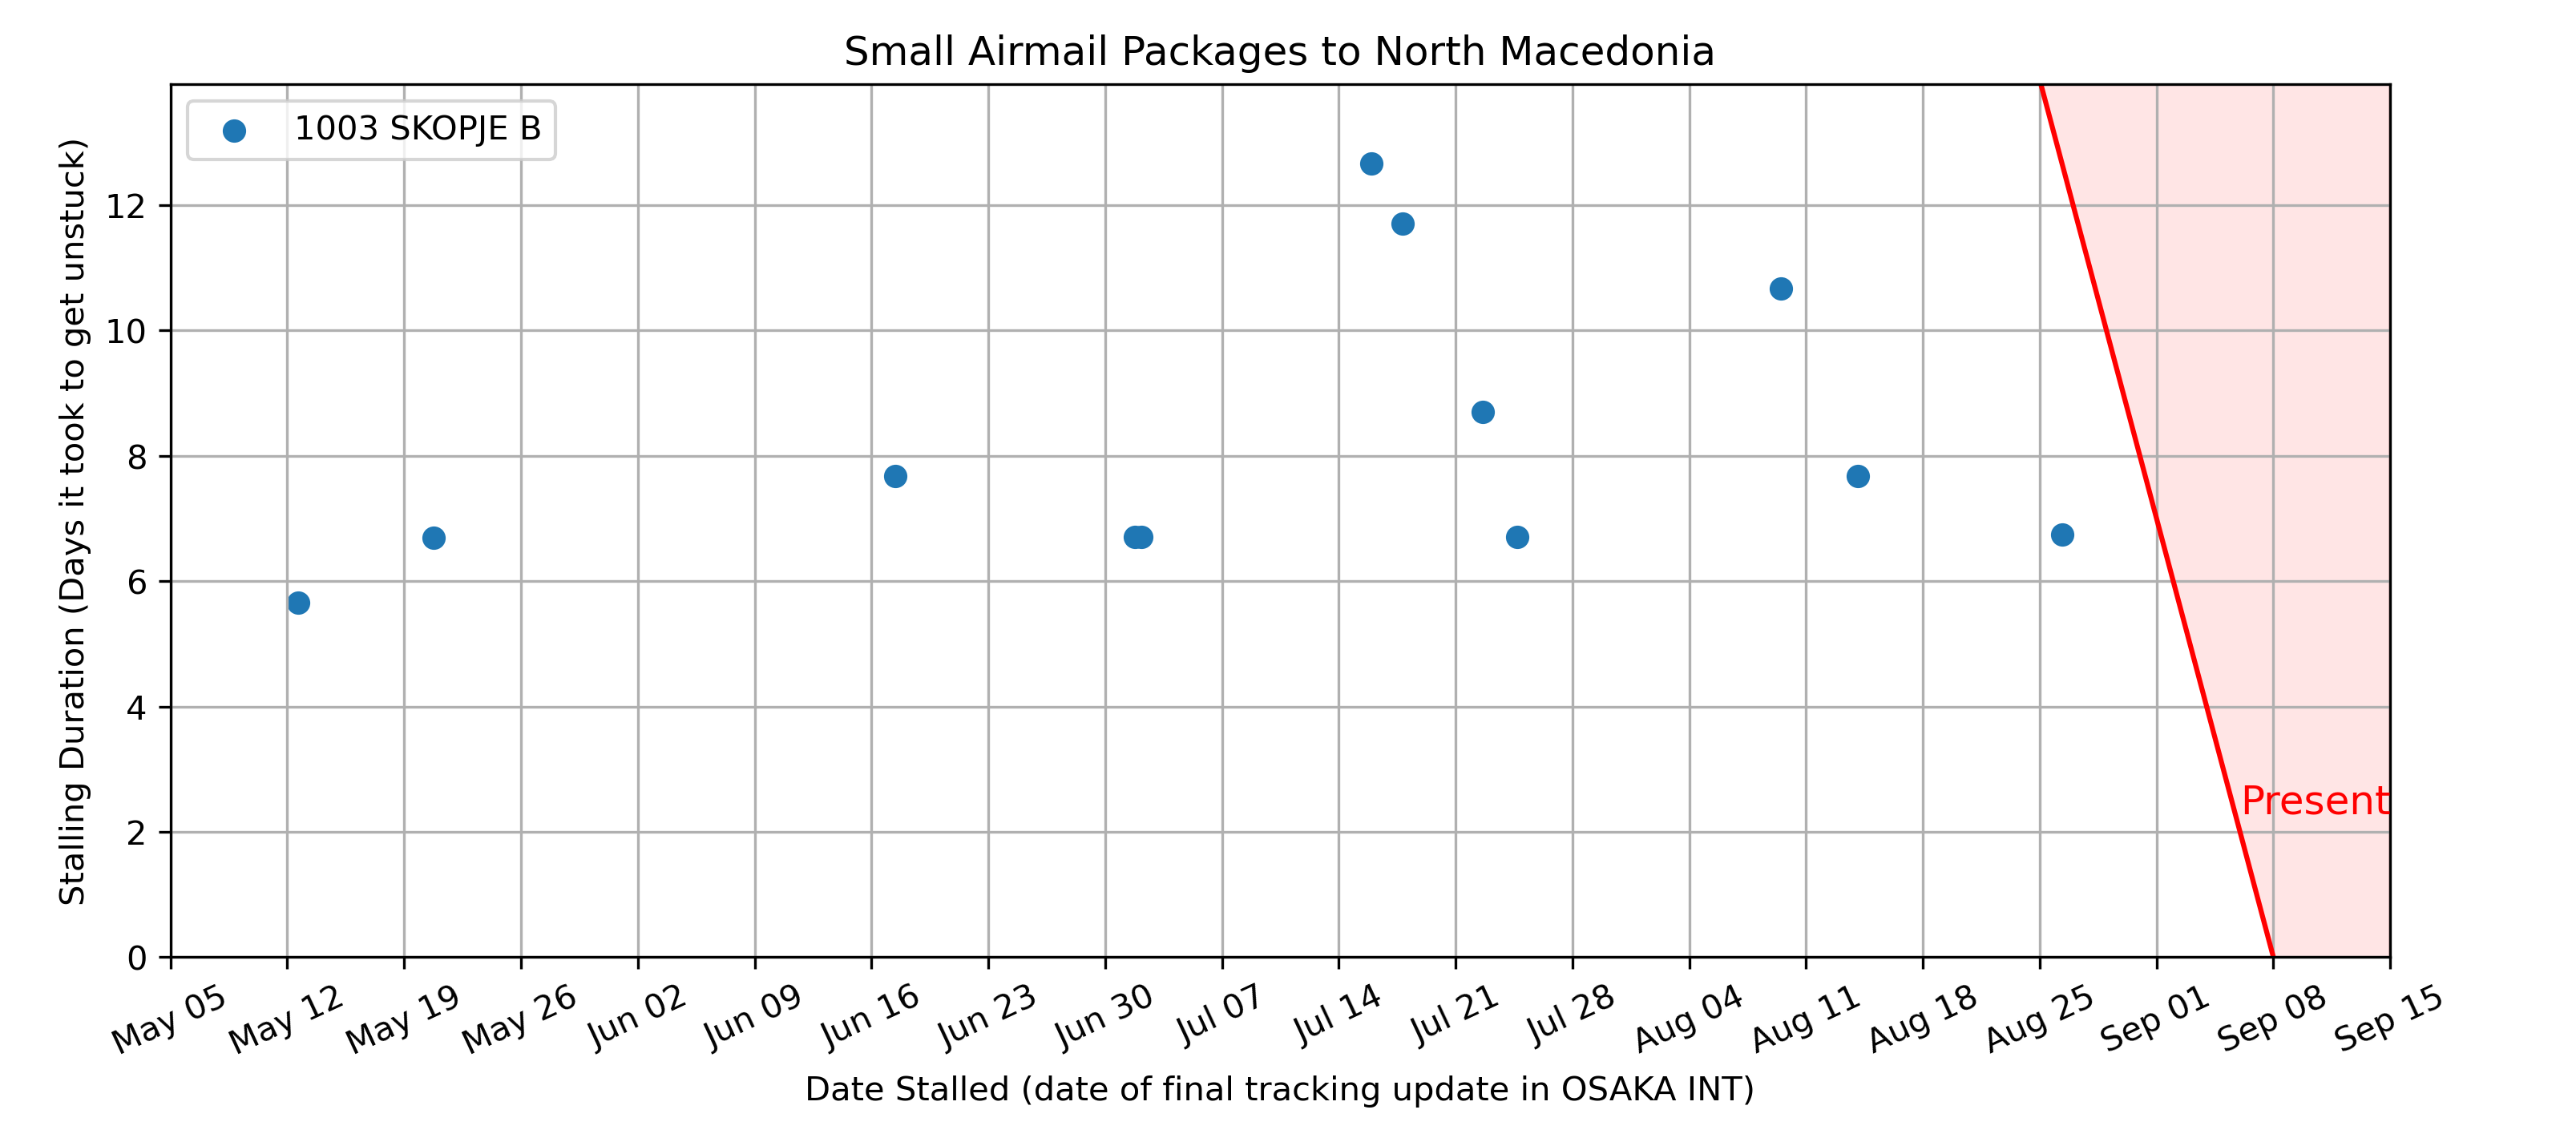 Small Airmail Packages to North Macedonia
1003 SKOPJE B
Stalling Duration (Days it took to get unstuck)
12
10
8
6
4
2
0
Present
May 05 May 12 May 19 May 26 Jun 02 Jun 09 Jun 16 Jun 23 Jun 30 Jul 07 Jul 14 Jul 21 Jul 28 Aug 04 Aug 11 Aug 18 Aug 25 Sep 01 Sep 08 Sep 15
Date Stalled (date of final tracking update in OSAKA INT)